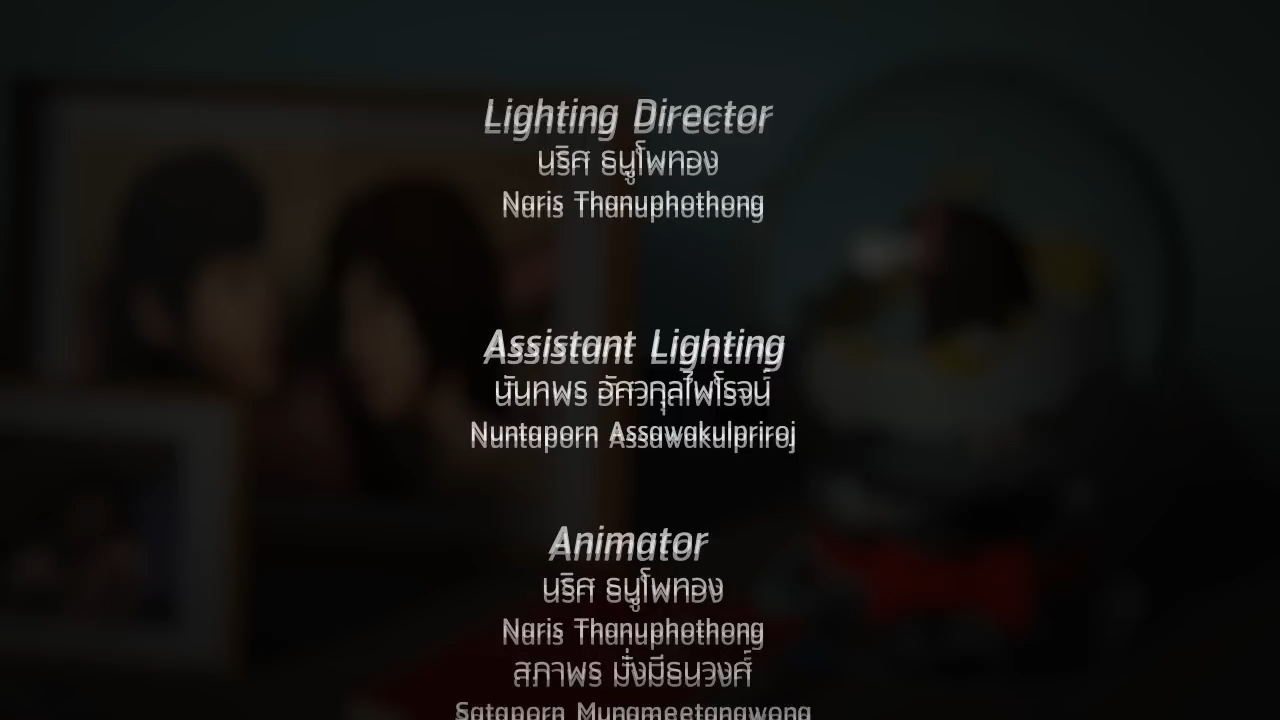 Lighting Director
นริศ ธนูโพทอง
Naris Thanuphothong
Assistant Lighting
นันทพร อัศวกุลไพโรจน์
Nuntaporn Assawakulpriroj
Animator
นริศ ธนูโพทอง
Naris Thanuphothong
สภาพร มั่งมีธนวงศ์
Sataporn Mungmeetanawong